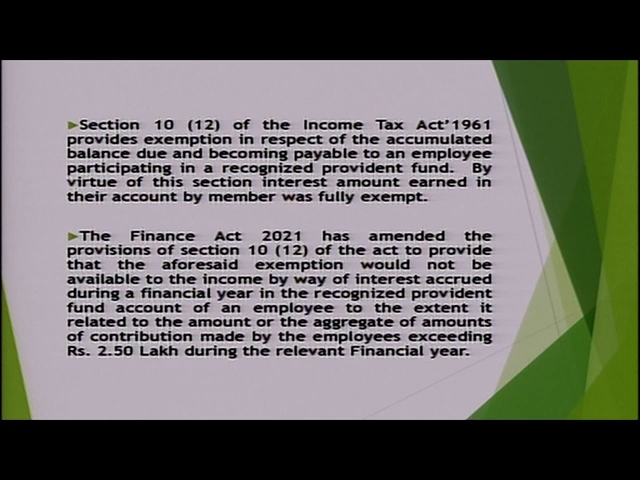 ►Section 10 (12) of the Income Tax Act'1961
provides exemption in respect of the accumulated
balance due and becoming payable to an employee
participating in a recognized provident fund. By
virtue of this section interest amount earned in
their account by member was fully exempt.
►The Finance Act 2021 has amended the
provisions of section 10 (12) of the act to provide
that the aforesaid exemption would not be
available to the income by way of interest accrued
during a financial year in the recognized provident
fund account of an employee to the extent it
related to the amount or the aggregate of amounts
of contribution made by the employees exceeding
Rs. 2.50 Lakh during the relevant Financial year.